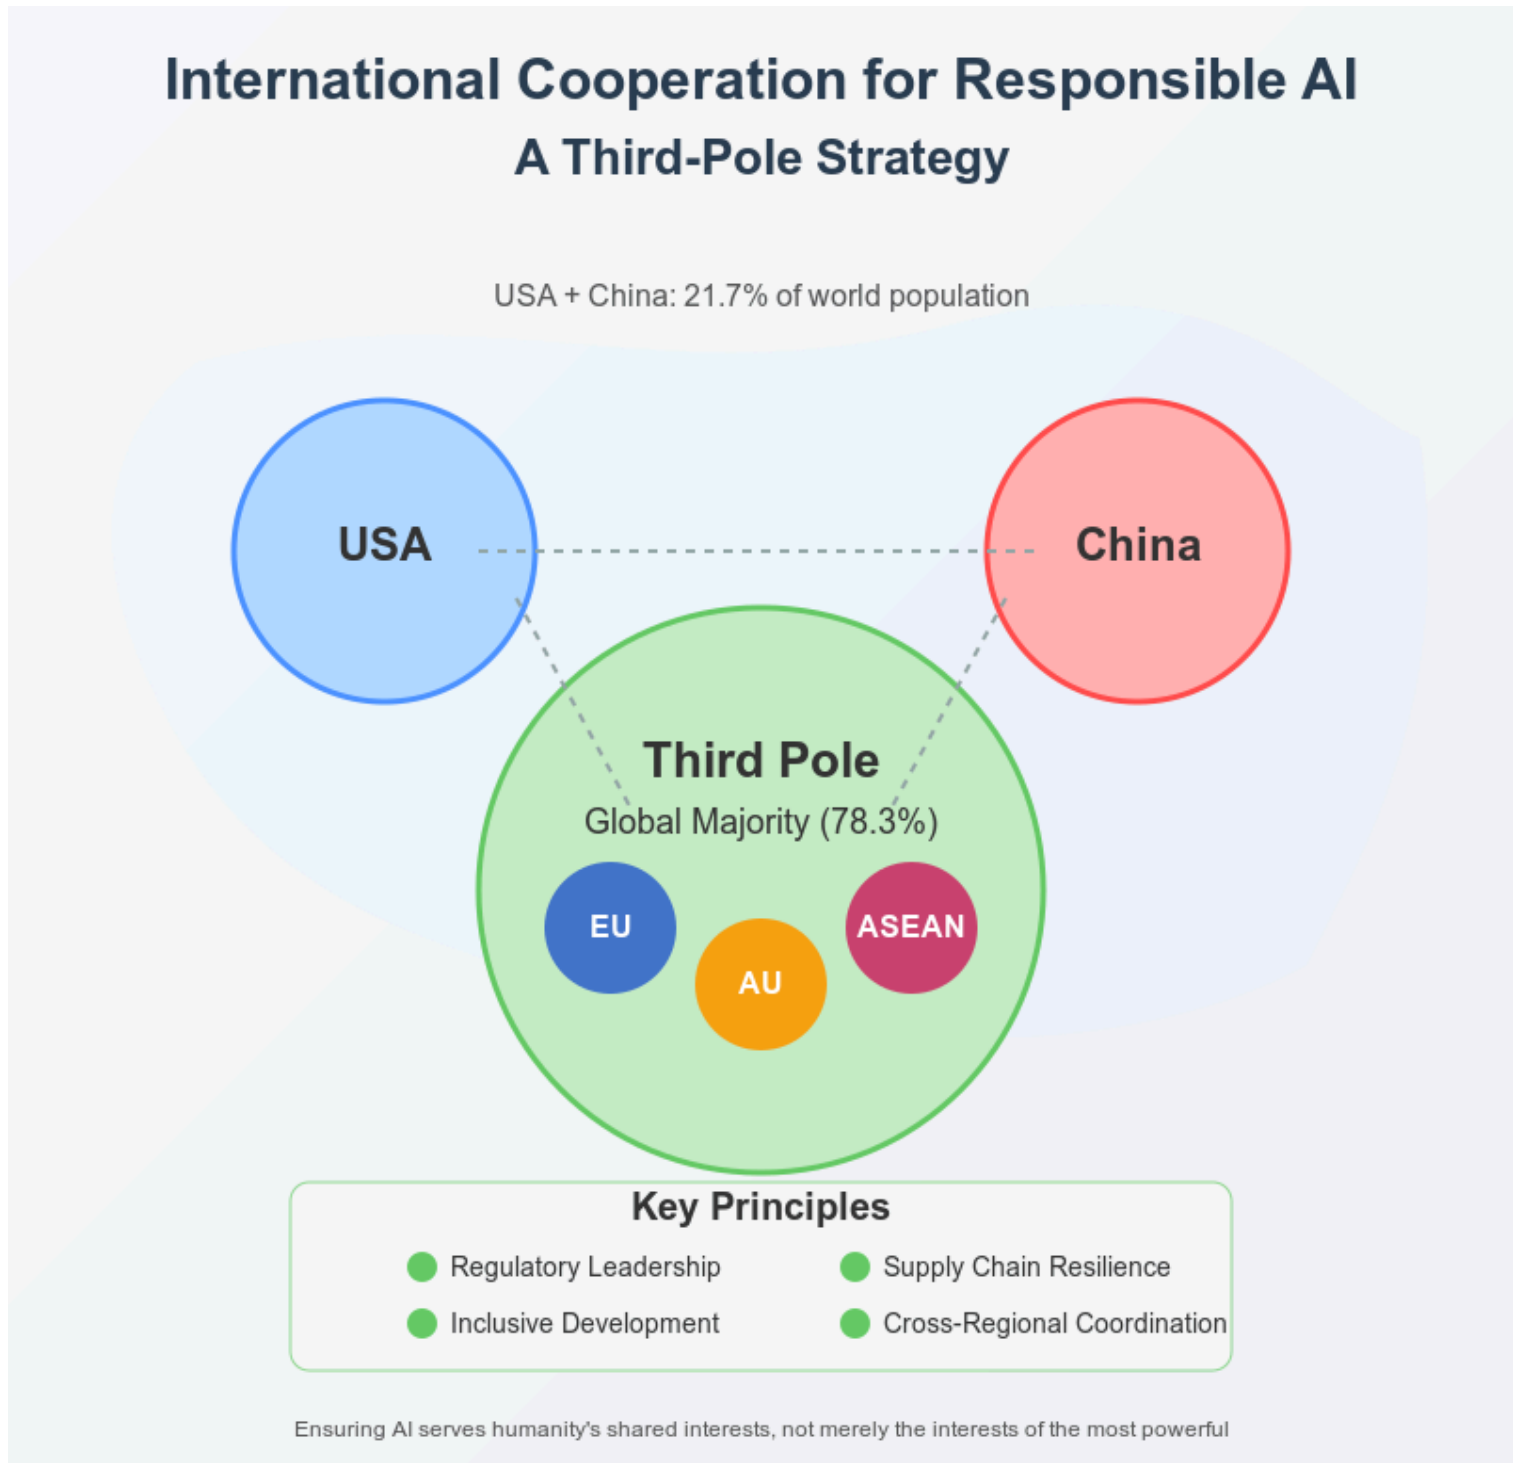 International Cooperation for Responsible AI
A Third-Pole Strategy
USA + China: 21.7% of world population
USA
China
Third Pole
Global Majority (78.3%)
EU
AU
ASEAN
Key Principles
Regulatory Leadership
Supply Chain Resilience
Inclusive Development
Cross-Regional Coordination
Ensuring AI serves humanity's shared interests, not merely the interests of the most powerful